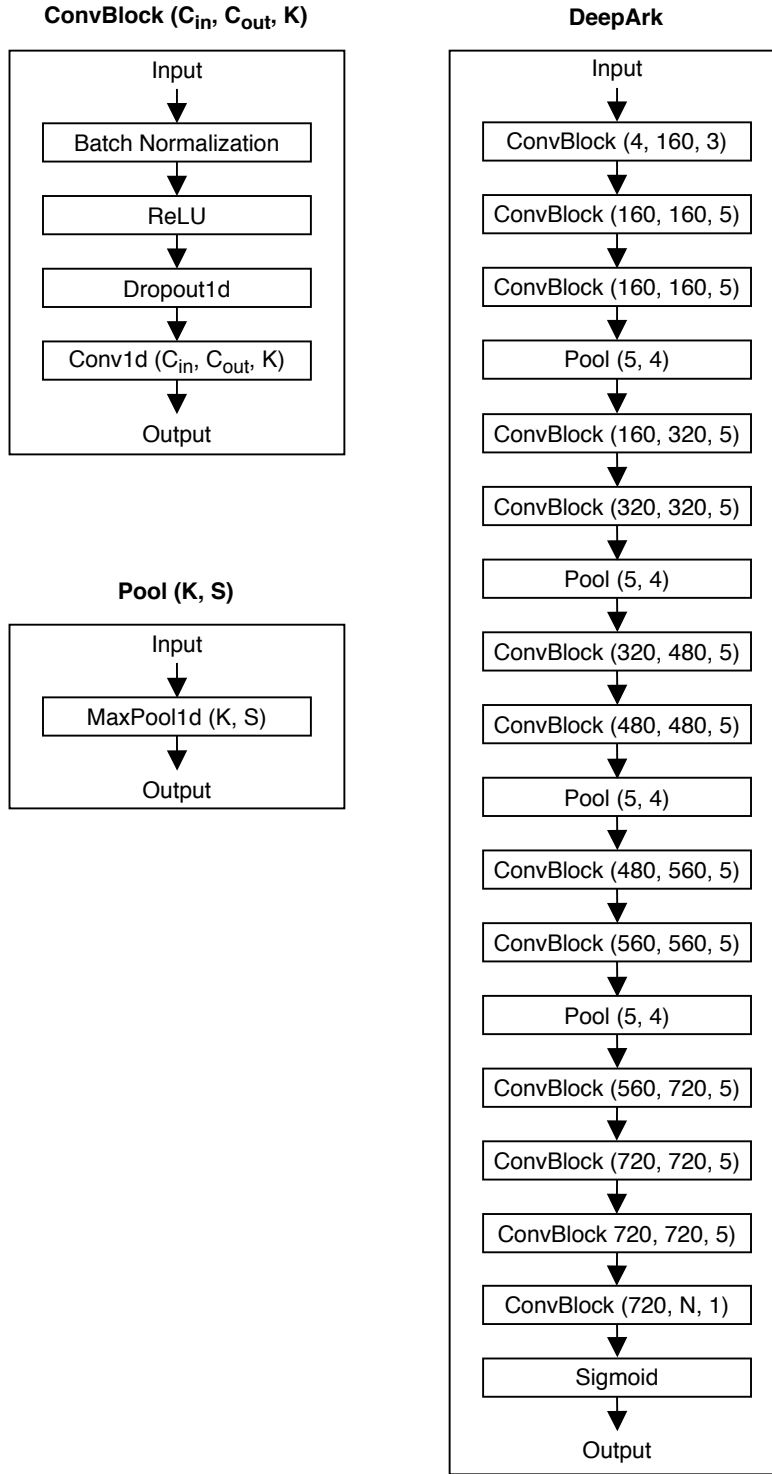 ConvBlock (Cin, Cout, K)
Input
Batch Normalization
ReLU
Dropout1d
Conv1d (Cin, Cout, K)
Output
Pool (K, S)
Input
MaxPool1d (K, S)
Output
DeepArk
Input
ConvBlock (4, 160, 3)
ConvBlock (160, 160, 5)
ConvBlock (160, 160, 5)
Pool (5, 4)
ConvBlock (160, 320, 5)
ConvBlock (320, 320, 5)
Pool (5, 4)
ConvBlock (320, 480, 5)
ConvBlock (480, 480, 5)
Pool (5, 4)
ConvBlock (480, 560, 5)
ConvBlock (560, 560, 5)
Pool (5, 4)
ConvBlock (560, 720, 5)
ConvBlock (720, 720, 5)
ConvBlock 720, 720, 5)
ConvBlock (720, N, 1)
Sigmoid
Output